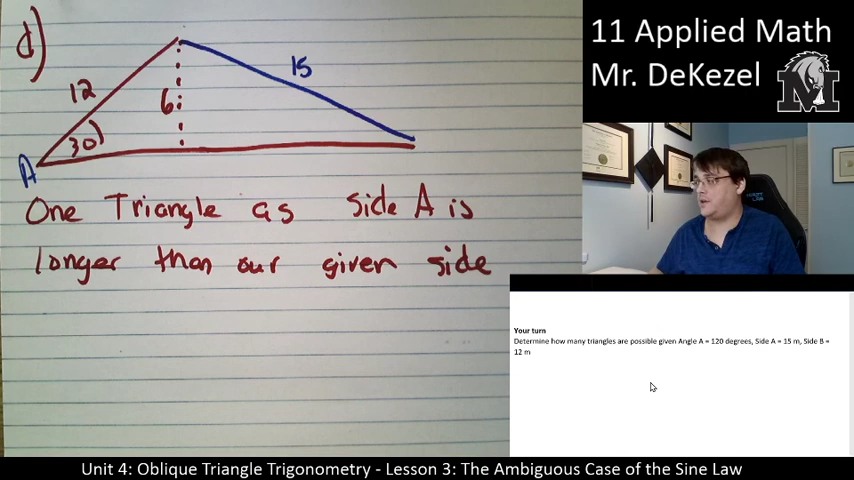 d)
12
15
6
30
A
One Triangle as side A is
longer than our given side
11 Applied Math
Mr. DeKezel
M
Your turn
Determine how many triangles are possible given Angle A = 120 degrees, Side A = 15 m, Side B =
12 m
Unit 4: Oblique Triangle Trigonometry - Lesson 3: The Ambiguous Case of the Sine Law